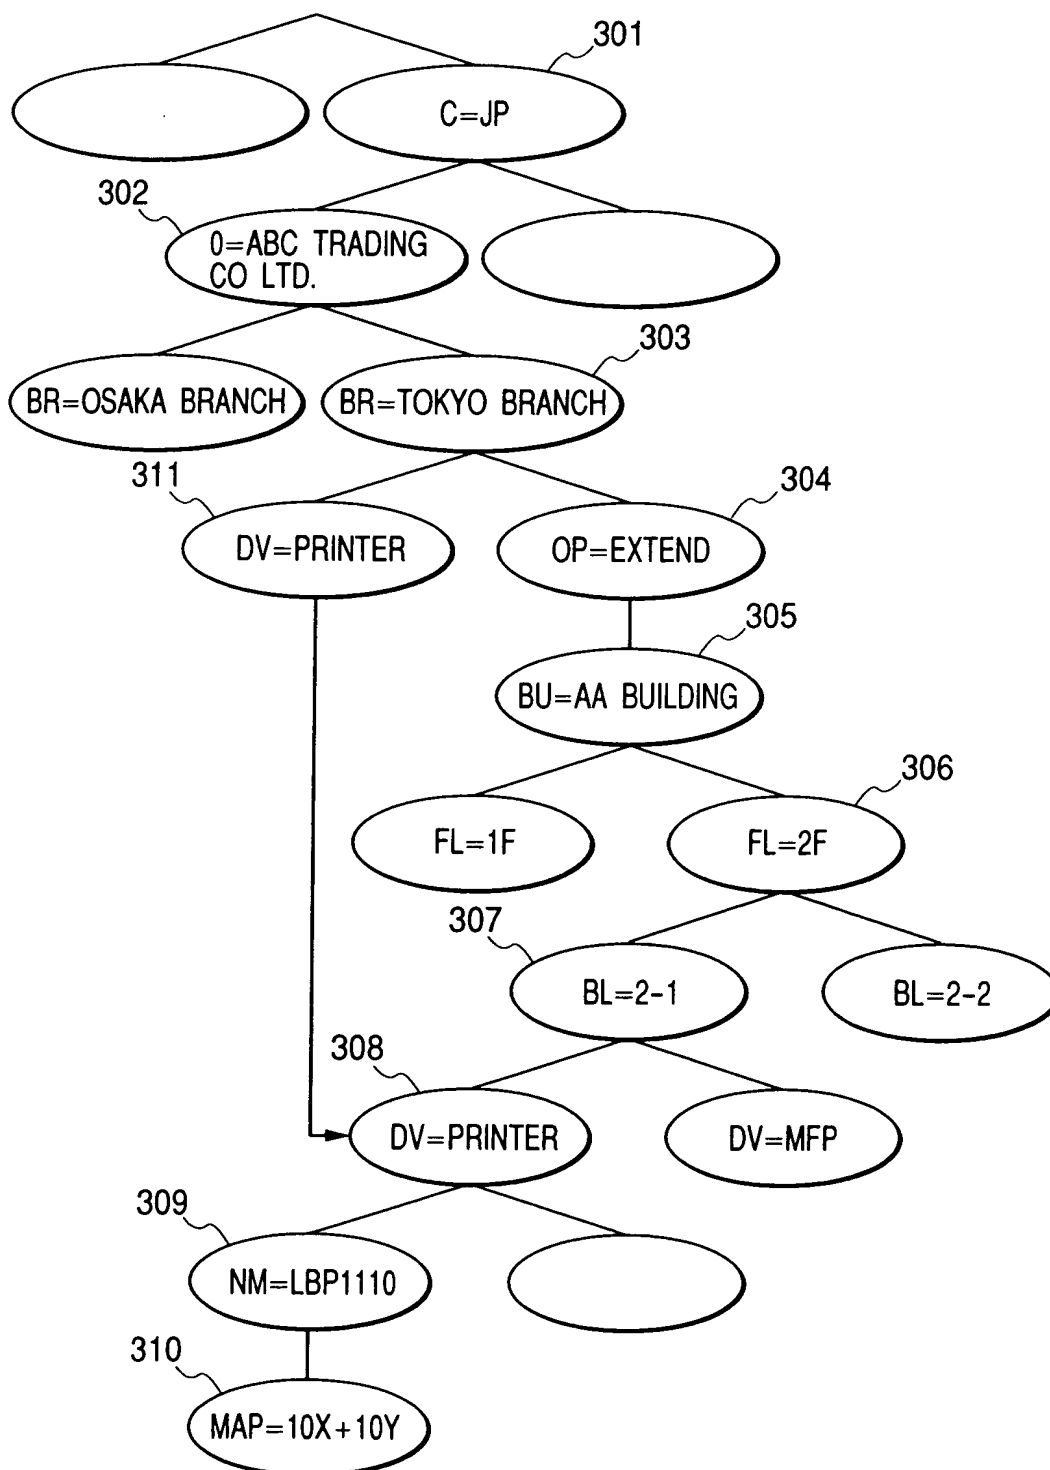 301
C=JP
302
0=ABC TRADING
CO LTD.
303
BR=OSAKA BRANCH
BR=TOKYO BRANCH
311
304
DV=PRINTER
OP=EXTEND
305
BU=AA BUILDING
306
FL=1F
FL=2F
307
BL=2-1
BL=2-2
308
DV=PRINTER
DV=MFP
309
NM=LBP1110
310
MAP=10X+10Y